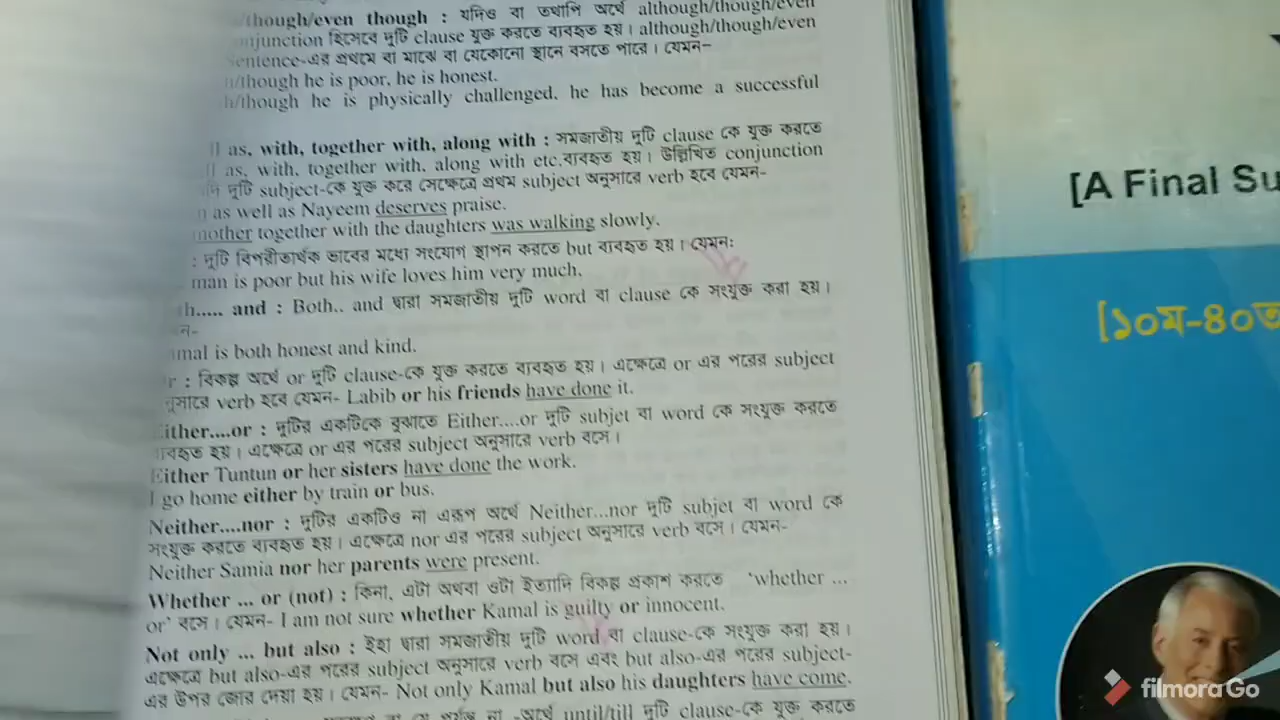 /though/even though : যদিও বা তথাপি অর্থে although/though/even
conjunction হিসেবে দুটি clause যুক্ত করতে ব্যবহৃত হয়। although/though/even
sentence-এর প্রথমে বা মাঝে বা যেকোনো স্থানে বসতে পারে। যেমন–
h/though he is poor, he is honest.
h/though he is physically challenged, he has become a successful
ll as, with, together with, along with : সমজাতীয় দুটি clause কে যুক্ত করতে
ll as, with, together with, along with etc.ব্যবহৃত হয়। উল্লিখিত conjunction
দি দুটি subject-কে যুক্ত করে সেক্ষেত্রে প্রথম subject অনুসারে verb হবে যেমন-
n as well as Nayeem deserves praise.
mother together with the daughters was walking slowly.
: দুটি বিপরীতার্থক ভাবের মধ্যে সংযোগ স্থাপন করতে but ব্যবহৃত হয়। যেমনঃ
man is poor but his wife loves him very much.
th..... and : Both.. and দ্বারা সমজাতীয় দুটি word বা clause কে সংযুক্ত করা হয়।
মন-
amal is both honest and kind.
r : বিকল্প অর্থে or দুটি clause-কে যুক্ত করতে ব্যবহৃত হয়। এক্ষেত্রে or এর পরের subject
নুসারে verb হবে যেমন- Labib or his friends have done it.
ither....or : দুটির একটিকে বুঝাতে Either....or দুটি subjet বা word কে সংযুক্ত করতে
ব্যবহৃত হয়। এক্ষেত্রে or এর পরের subject অনুসারে verb বসে।
Either Tuntun or her sisters have done the work.
I go home either by train or bus.
Neither....nor : দুটির একটিও না এরূপ অর্থে Neither...nor দুটি subjet বা word কে
সংযুক্ত করতে ব্যবহৃত হয়। এক্ষেত্রে nor এর পরের subject অনুসারে verb বসে। যেমন-
Neither Samia nor her parents were present.
Whether ... or (not) : কিনা, এটা অথবা ওটা ইত্যাদি বিকল্প প্রকাশ করতে 'whether ...
or' বসে। যেমন- I am not sure whether Kamal is guilty or innocent.
Not only ... but also : ইহা দ্বারা সমজাতীয় দুটি word বা clause-কে সংযুক্ত করা হয়।
এক্ষেত্রে but also-এর পরের subject অনুসারে verb বসে এবং but also-এর পরের subject-
এর উপর জোর দেয়া হয়। যেমন- Not only Kamal but also his daughters have come.
না -অর্থে until/till দুটি clause-কে যুক্ত করতে
[A Final Su
[১০ম-৪০ত
filmoraGo